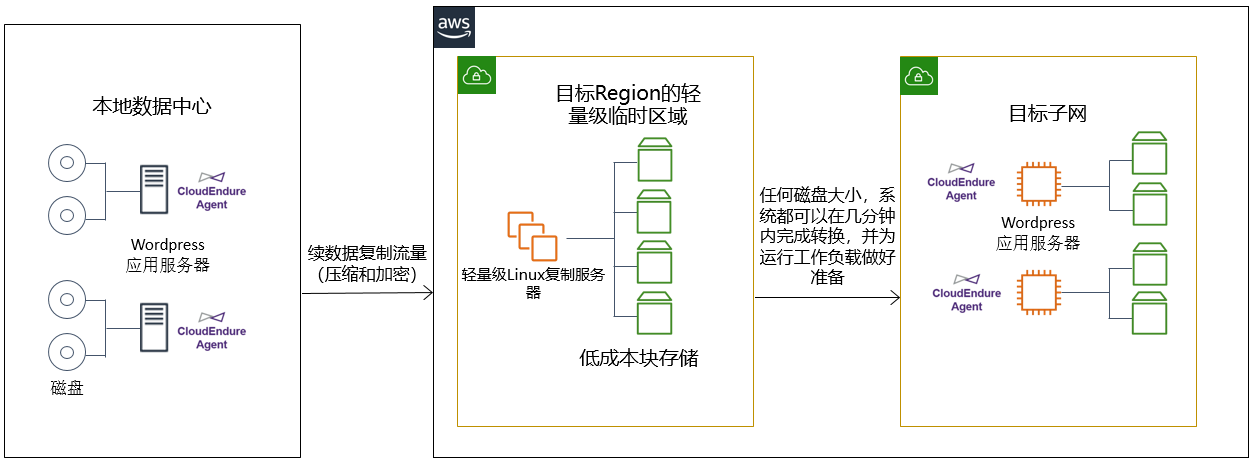 本地数据中心
CloudEndure
Agent
Wordpress
应用服务器
CloudEndure
Agent
磁盘
续数据复制流量
（压缩和加密）
aws
目标Region的轻
量级临时区域
轻量级Linux复制服务
器
低成本块存储
任何磁盘大小，系
统都可以在几分钟
内完成转换，并为
运行工作负载做好
准备
目标子网
CloudEndure
Agent
Wordpress
应用服务器
CloudEndure
Agent